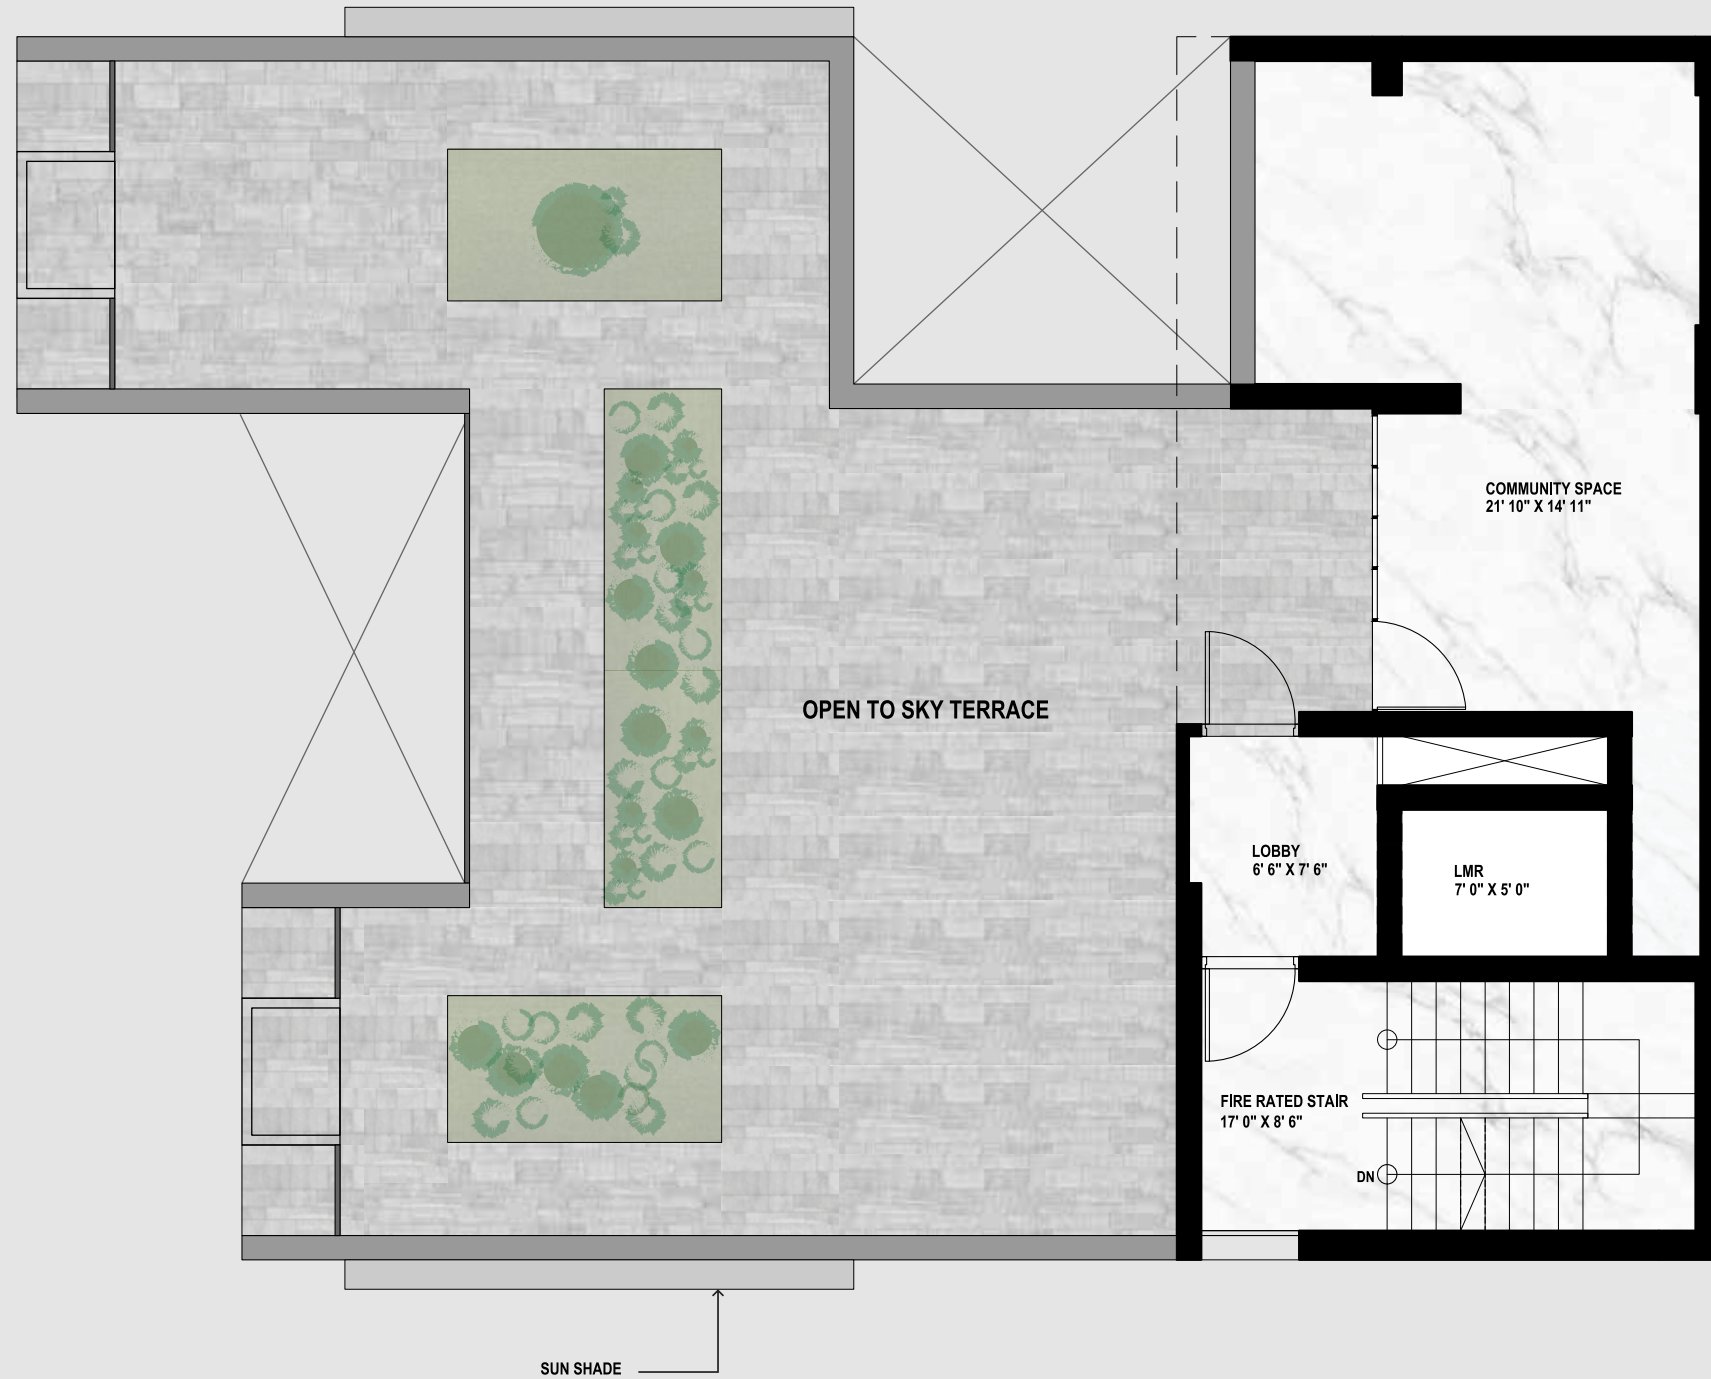 COMMUNITY SPACE
21' 10" X 14' 11"
OPEN TO SKY TERRACE
LOBBY
6' 6" X 7' 6"
LMR
7' 0" X 5' 0"
FIRE RATED STAIR
17' 0" X 8' 6"
DN
SUN SHADE